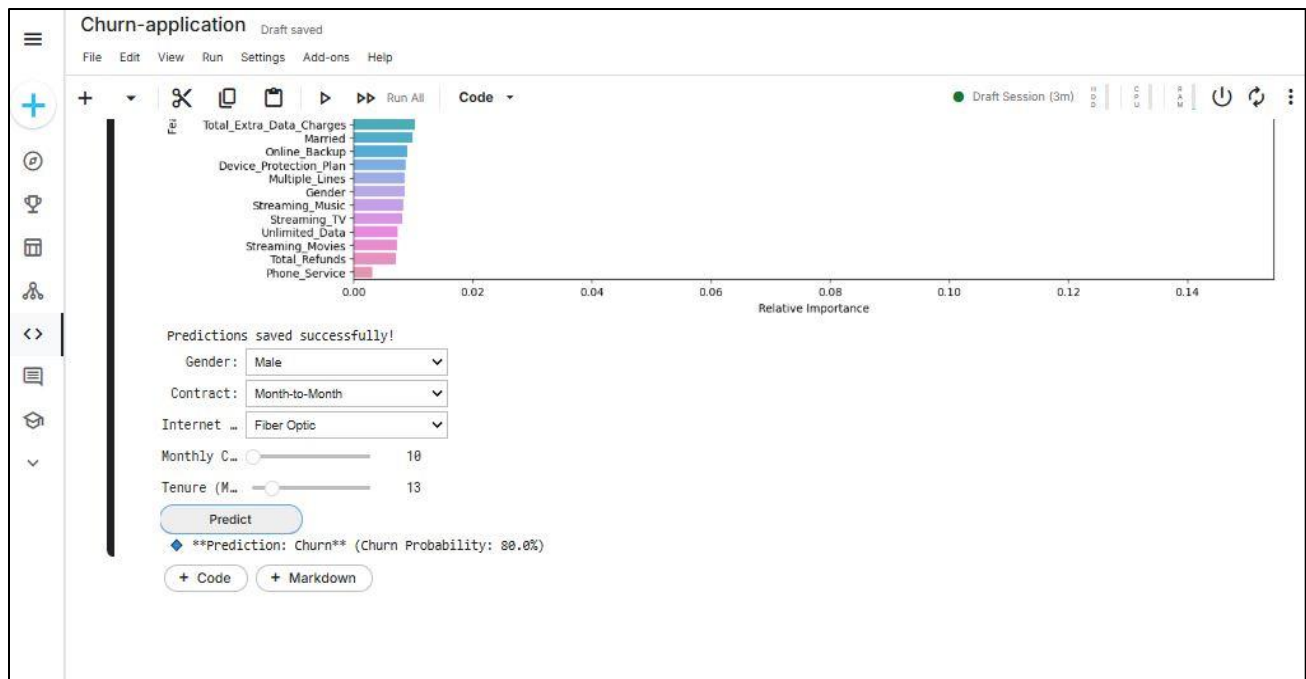 Churn-application Draft saved
File Edit View Run Settings Add-ons Help
Run All Code Draft Session (3m) HDD CPU RAM
Total_Extra_Data_Charges
Married
Online_Backup
Device_Protection_Plan
Multiple_Lines
Gender
Streaming_Music
Streaming_TV
Unlimited_Data
Streaming_Movies
Total_Refunds
Phone_Service
0.00 0.02 0.04 0.06 0.08 0.10 0.12 0.14
Relative Importance
Predictions saved successfully!
Gender: Male
Contract: Month-to-Month
Internet … Fiber Optic
Monthly C… 10
Tenure (M… 13
Predict
**Prediction: Churn** (Churn Probability: 80.0%)
+ Code + Markdown